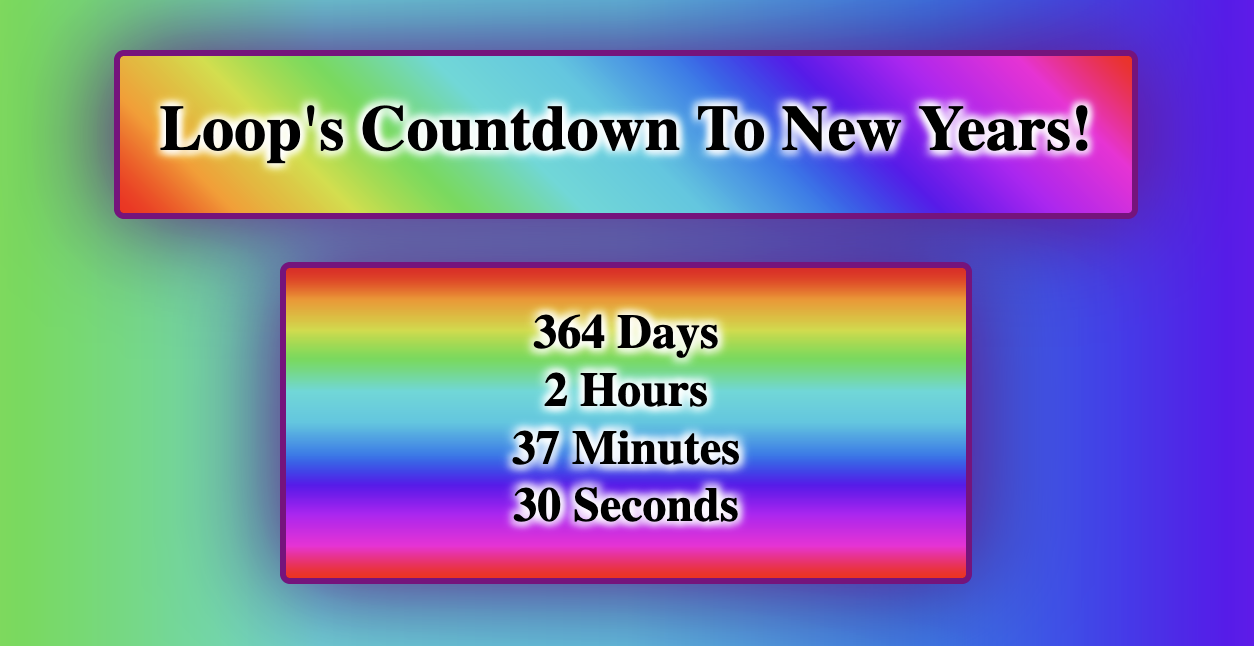 Loop's Countdown To New Years!
364 Days
2 Hours
37 Minutes
30 Seconds